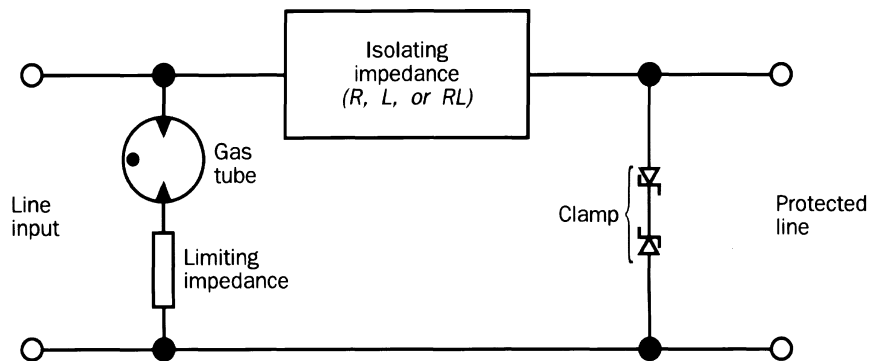 Isolating
impedance
(R, L, or RL)
Gas
tube
Line
input
Limiting
impedance
Clamp
Protected
line